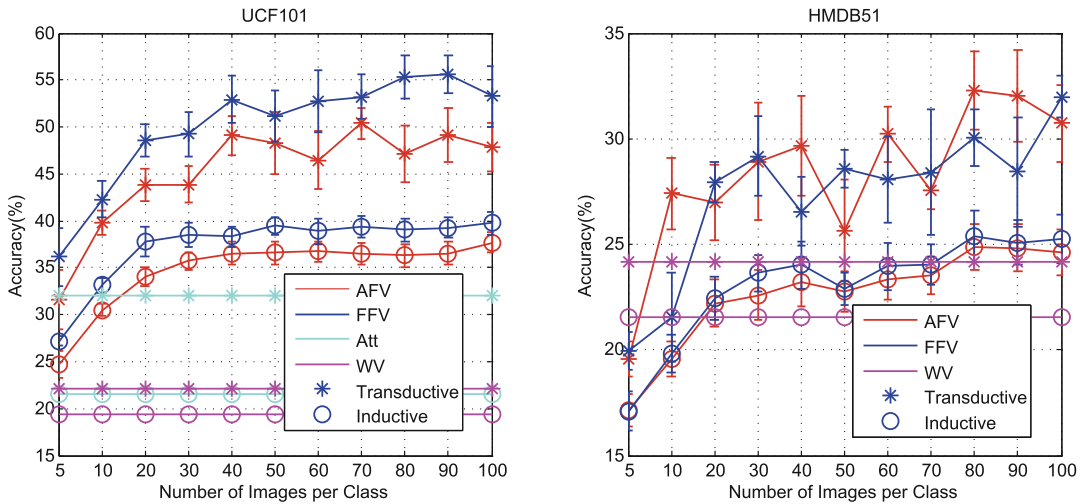 UCF101
Accuracy(%)
60
55
50
45
40
35
30
25
20
15
5 10 20 30 40 50 60 70 80 90 100
Number of Images per Class
AFV
FFV
Att
WV
Transductive
Inductive
HMDB51
Accuracy(%)
35
30
25
20
15
5 10 20 30 40 50 60 70 80 90 100
Number of Images per Class
AFV
FFV
WV
Transductive
Inductive